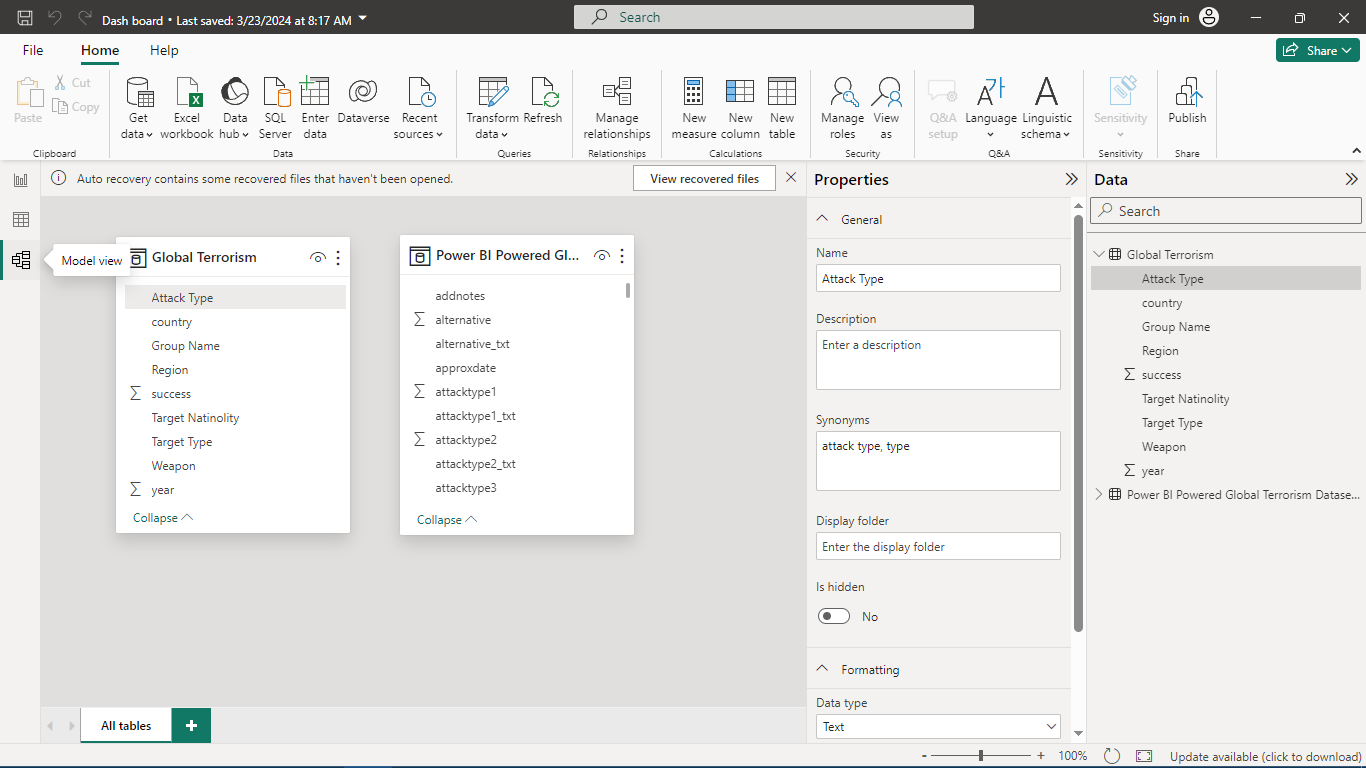 Dash board • Last saved: 3/23/2024 at 8:17 AM
Search
Sign in
File
Home
Help
Share
Paste
Cut
Copy
Clipboard
Get data
Excel workbook
Data hub
SQL Server
Enter data
Dataverse
Recent sources
Data
Transform data
Refresh
Queries
Manage relationships
Relationships
New measure
New column
New table
Calculations
Manage roles
View as
Security
Q&A setup
Language
Linguistic schema
Q&A
Sensitivity
Sensitivity
Publish
Share
Auto recovery contains some recovered files that haven't been opened.
View recovered files
Model view
Global Terrorism
Attack Type
country
Group Name
Region
success
Target Natinolity
Target Type
Weapon
year
Collapse
Power BI Powered Gl...
addnotes
alternative
alternative_txt
approxdate
attacktype1
attacktype1_txt
attacktype2
attacktype2_txt
attacktype3
Collapse
All tables
Properties
General
Name
Attack Type
Description
Enter a description
Synonyms
attack type, type
Display folder
Enter the display folder
Is hidden
No
Formatting
Data type
Text
Data
Search
Global Terrorism
Attack Type
country
Group Name
Region
success
Target Natinolity
Target Type
Weapon
year
Power BI Powered Global Terrorism Datase...
- + 100%
Update available (click to download)